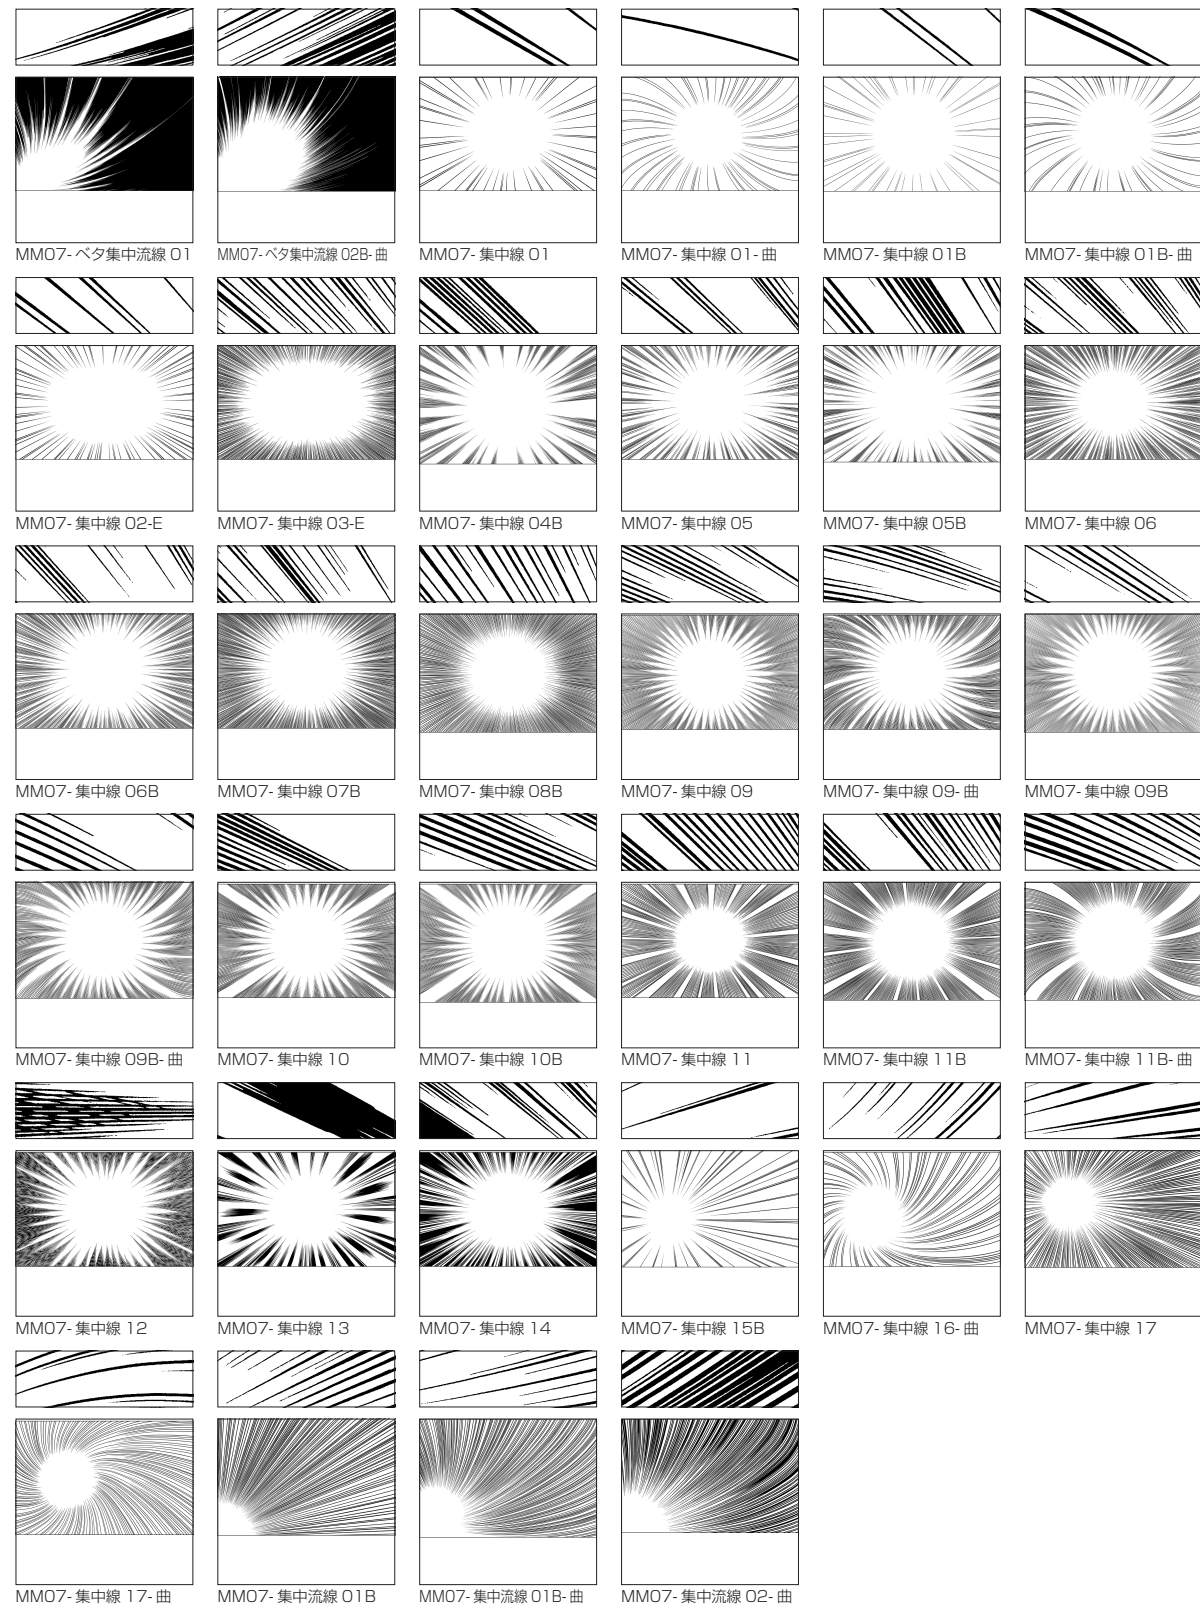 MM07-ベタ集中流線 01
MM07-ベタ集中流線 02B-曲
MM07-集中線 01
MM07-集中線 01-曲
MM07-集中線 01B
MM07-集中線 01B-曲
MM07-集中線 02-E
MM07-集中線 03-E
MM07-集中線 04B
MM07-集中線 05
MM07-集中線 05B
MM07-集中線 06
MM07-集中線 06B
MM07-集中線 07B
MM07-集中線 08B
MM07-集中線 09
MM07-集中線 09-曲
MM07-集中線 09B
MM07-集中線 09B-曲
MM07-集中線 10
MM07-集中線 10B
MM07-集中線 11
MM07-集中線 11B
MM07-集中線 11B-曲
MM07-集中線 12
MM07-集中線 13
MM07-集中線 14
MM07-集中線 15B
MM07-集中線 16-曲
MM07-集中線 17
MM07-集中線 17-曲
MM07-集中流線 01B
MM07-集中流線 01B-曲
MM07-集中流線 02-曲